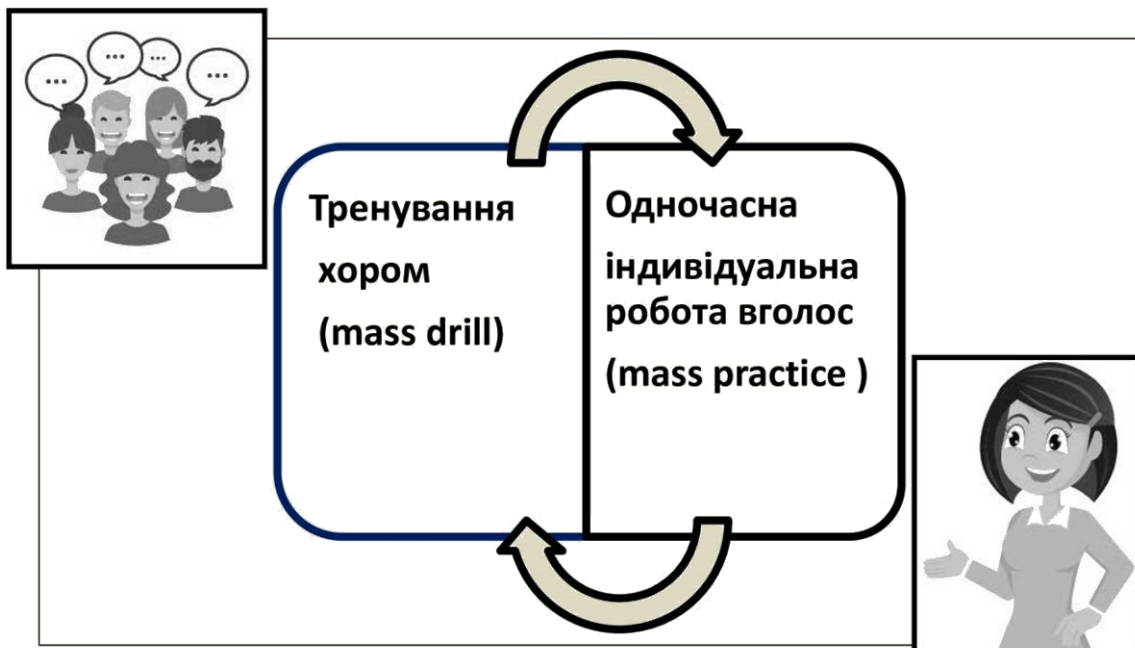 ...
...
...
...
Тренування
хором
(mass drill)
Одночасна
індивідуальна
робота вголос
(mass practice )